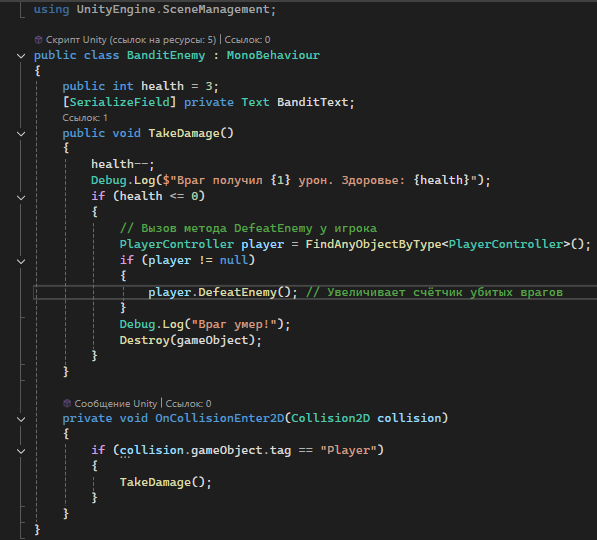 using UnityEngine.SceneManagement;
Скрипт Unity (ссылок на ресурсы: 5) | Ссылок: 0
public class BanditEnemy : MonoBehaviour
{
public int health = 3;
[SerializeField] private Text BanditText;
Ссылок: 1
public void TakeDamage()
{
health--;
Debug.Log($"Враг получил {1} урон. Здоровье: {health}");
if (health <= 0)
{
// Вызов метода DefeatEnemy у игрока
PlayerController player = FindAnyObjectByType<PlayerController>();
if (player != null)
{
player.DefeatEnemy(); // Увеличивает счётчик убитых врагов
}
Debug.Log("Враг умер!");
Destroy(gameObject);
}
}
Сообщение Unity | Ссылок: 0
private void OnCollisionEnter2D(Collision2D collision)
{
if (collision.gameObject.tag == "Player")
{
TakeDamage();
}
}
}